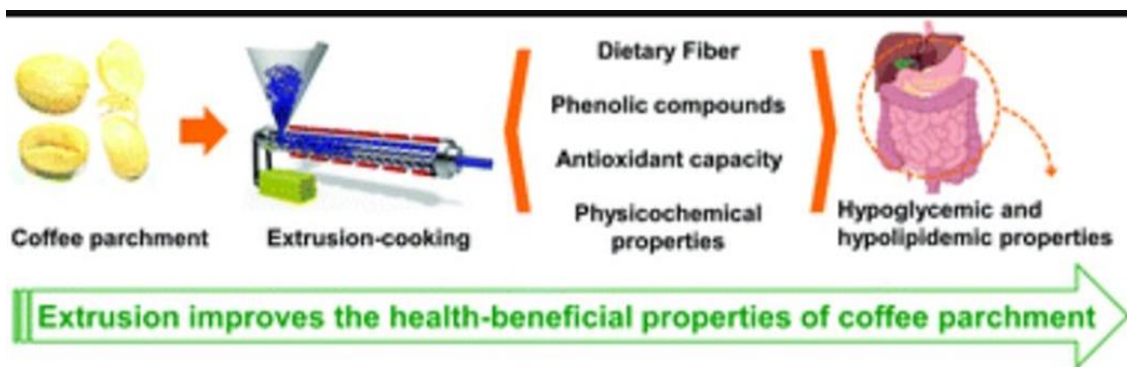 Coffee parchment
Extrusion-cooking
Dietary Fiber
Phenolic compounds
Antioxidant capacity
Physicochemical
properties
Hypoglycemic and
hypolipidemic properties
Extrusion improves the health-beneficial properties of coffee parchment